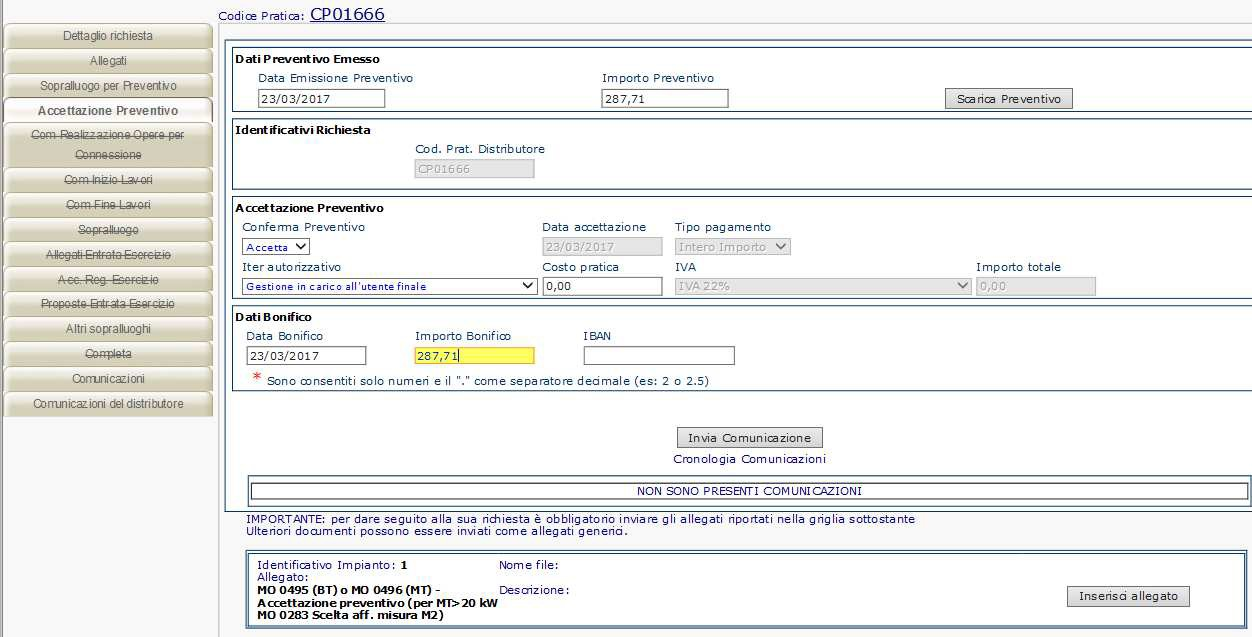 Codice Pratica: CP01666
Dettaglio richiesta
Allegati
Sopralluogo per Preventivo
Accettazione Preventivo
Com Realizzazione Opere per
Connessione
Com Inizio Lavori
Com Fine Lavori
Sopralluogo
Allegati Entrata Esercizio
Acc. Reg. Esercizio
Proposte Entrata Esercizio
Altri sopralluoghi
Completa
Comunicazioni
Comunicazioni del distributore
Dati Preventivo Emesso
Data Emissione Preventivo Importo Preventivo
23/03/2017 287,71 Scarica Preventivo
Identificativi Richiesta
Cod. Prat. Distributore
CP01666
Accettazione Preventivo
Conferma Preventivo Data accettazione Tipo pagamento
Accetta 23/03/2017 Intero Importo
Iter autorizzativo Costo pratica IVA Importo totale
Gestione in carico all'utente finale 0,00 IVA 22% 0,00
Dati Bonifico
Data Bonifico Importo Bonifico IBAN
23/03/2017 287,71
* Sono consentiti solo numeri e il "." come separatore decimale (es: 2 o 2.5)
Invia Comunicazione
Cronologia Comunicazioni
NON SONO PRESENTI COMUNICAZIONI
IMPORTANTE: per dare seguito alla sua richiesta è obbligatorio inviare gli allegati riportati nella griglia sottostante
Ulteriori documenti possono essere inviati come allegati generici.
Identificativo Impianto: 1 Nome file:
Allegato:
MO 0495 (BT) o MO 0496 (MT) - Descrizione:
Accettazione preventivo (per MT>20 kW
MO 0283 Scelta aff. misura M2)
Inserisci allegato